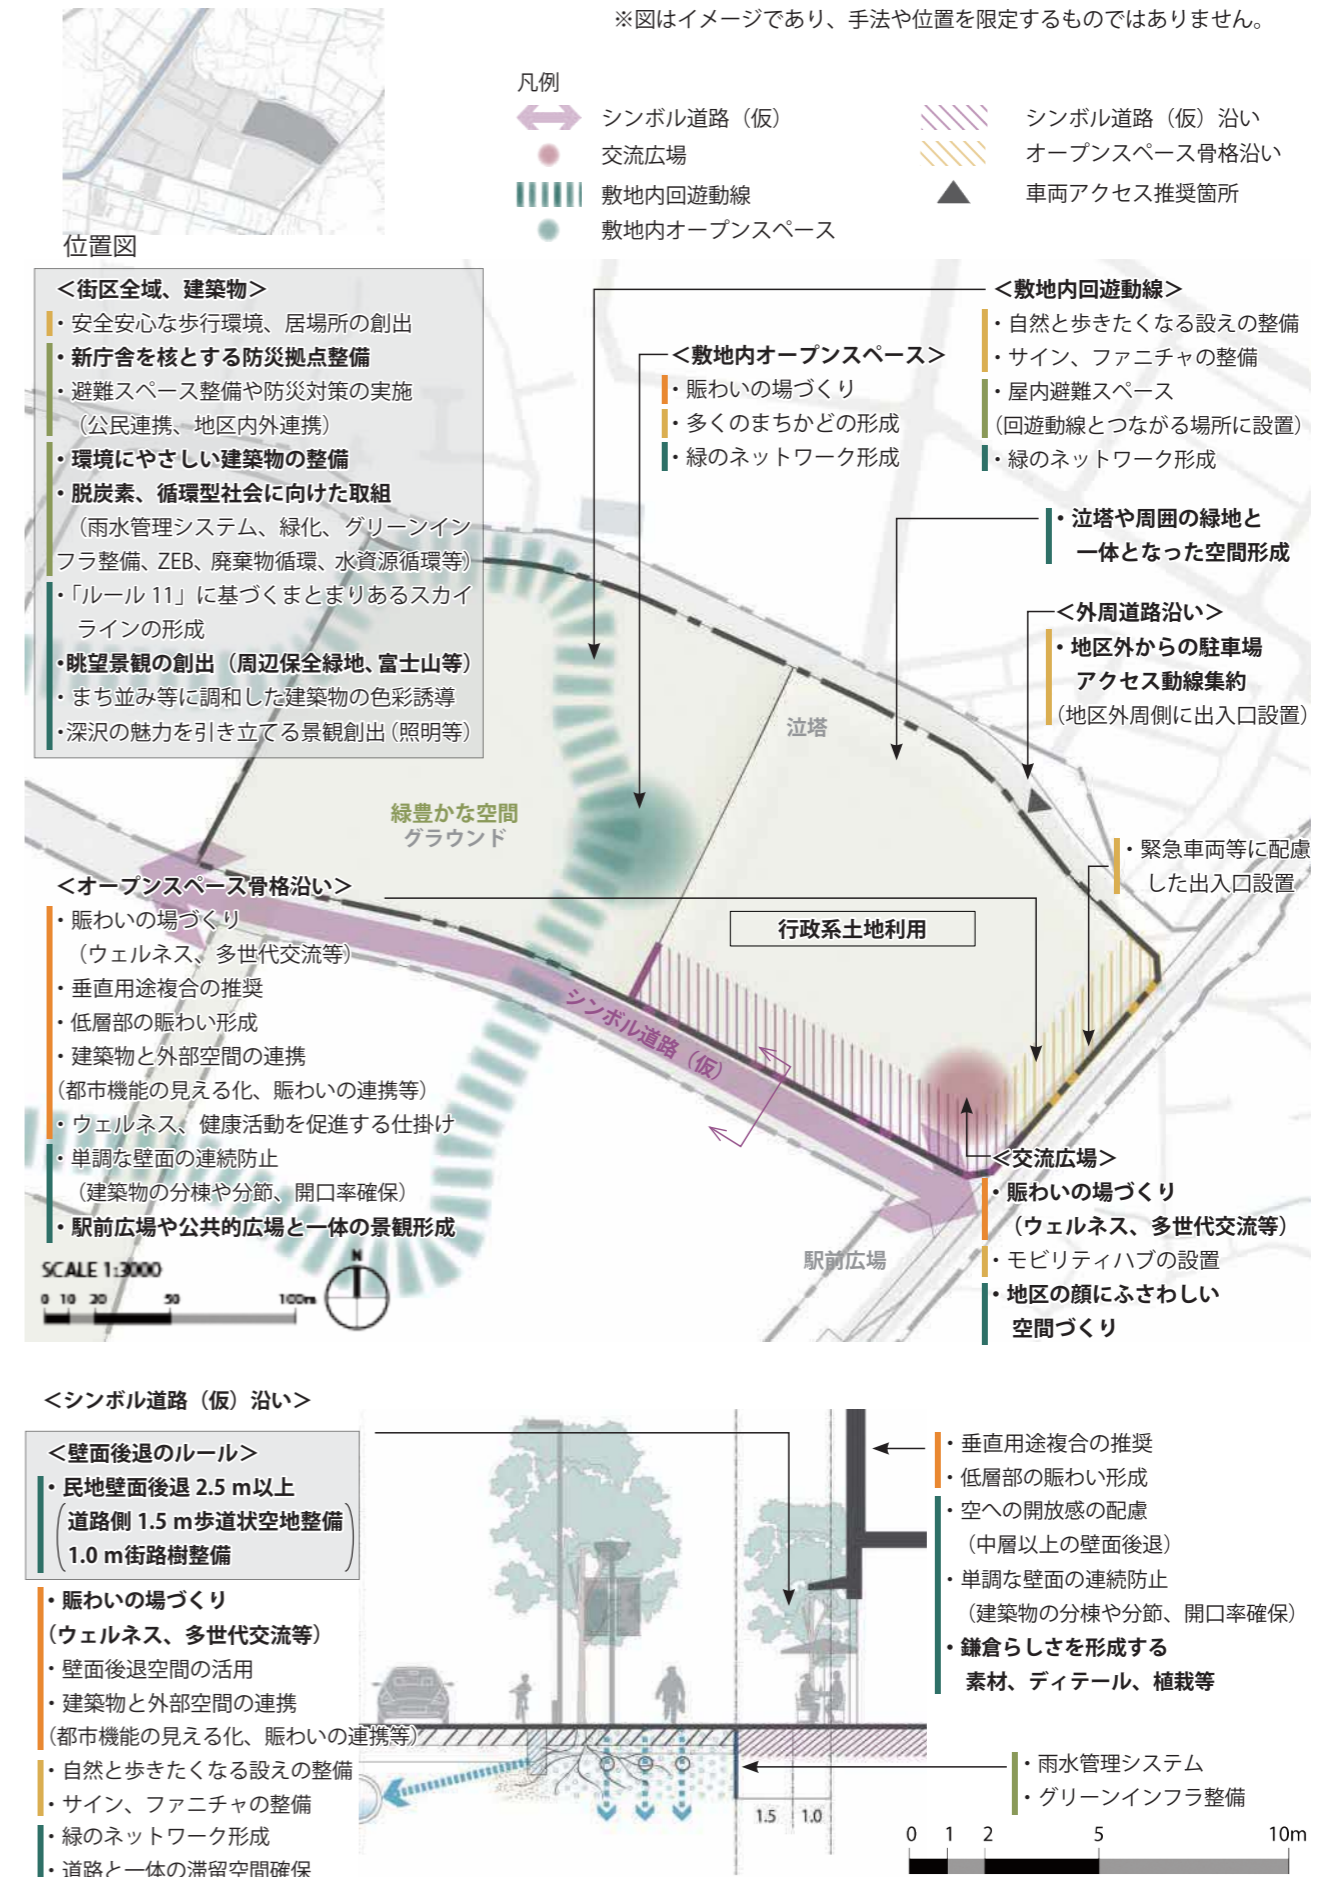 ※図はイメージであり、手法や位置を限定するものではありません。
位置図
凡例
シンボル道路（仮）
交流広場
敷地内回遊動線
敷地内オープンスペース
シンボル道路（仮）沿い
オープンスペース骨格沿い
車両アクセス推奨箇所
＜街区全域、建築物＞
・安全安心な歩行環境、居場所の創出
・新庁舎を核とする防災拠点整備
・避難スペース整備や防災対策の実施
（公民連携、地区内外連携）
・環境にやさしい建築物の整備
・脱炭素、循環型社会に向けた取組
（雨水管理システム、緑化、グリーンイン
フラ整備、ZEB、廃棄物循環、水資源循環等）
・「ルール 11」に基づくまとまりあるスカイ
ラインの形成
・眺望景観の創出（周辺保全緑地、富士山等）
・まち並み等に調和した建築物の色彩誘導
・深沢の魅力を引き立てる景観創出（照明等）
＜敷地内オープンスペース＞
・賑わいの場づくり
・多くのまちかどの形成
・緑のネットワーク形成
＜敷地内回遊動線＞
・自然と歩きたくなる設えの整備
・サイン、ファニチャの整備
・屋内避難スペース
（回遊動線とつながる場所に設置）
・緑のネットワーク形成
・泣塔や周囲の緑地と
一体となった空間形成
＜外周道路沿い＞
・地区外からの駐車場
アクセス動線集約
（地区外周側に出入口設置）
泣塔
緑豊かな空間
グラウンド
・緊急車両等に配慮
した出入口設置
行政系土地利用
＜オープンスペース骨格沿い＞
・賑わいの場づくり
（ウェルネス、多世代交流等）
・垂直用途複合の推奨
・低層部の賑わい形成
・建築物と外部空間の連携
（都市機能の見える化、賑わいの連携等）
・ウェルネス、健康活動を促進する仕掛け
・単調な壁面の連続防止
（建築物の分棟や分節、開口率確保）
・駅前広場や公共的広場と一体の景観形成
シンボル道路（仮）
駅前広場
＜交流広場＞
・賑わいの場づくり
（ウェルネス、多世代交流等）
・モビリティハブの設置
・地区の顔にふさわしい
空間づくり
SCALE 1:3000
0 10 20 50 100m
N
＜シンボル道路（仮）沿い＞
＜壁面後退のルール＞
・民地壁面後退 2.5 m以上
（道路側 1.5 m歩道状空地整備
1.0 m街路樹整備）
・賑わいの場づくり
（ウェルネス、多世代交流等）
・壁面後退空間の活用
・建築物と外部空間の連携
（都市機能の見える化、賑わいの連携等）
・自然と歩きたくなる設えの整備
・サイン、ファニチャの整備
・緑のネットワーク形成
・道路と一体の滞留空間確保
・垂直用途複合の推奨
・低層部の賑わい形成
・空への開放感の配慮
（中層以上の壁面後退）
・単調な壁面の連続防止
（建築物の分棟や分節、開口率確保）
・鎌倉らしさを形成する
素材、ディテール、植栽等
・雨水管理システム
・グリーンインフラ整備
1.5 1.0
0 1 2 5 10m